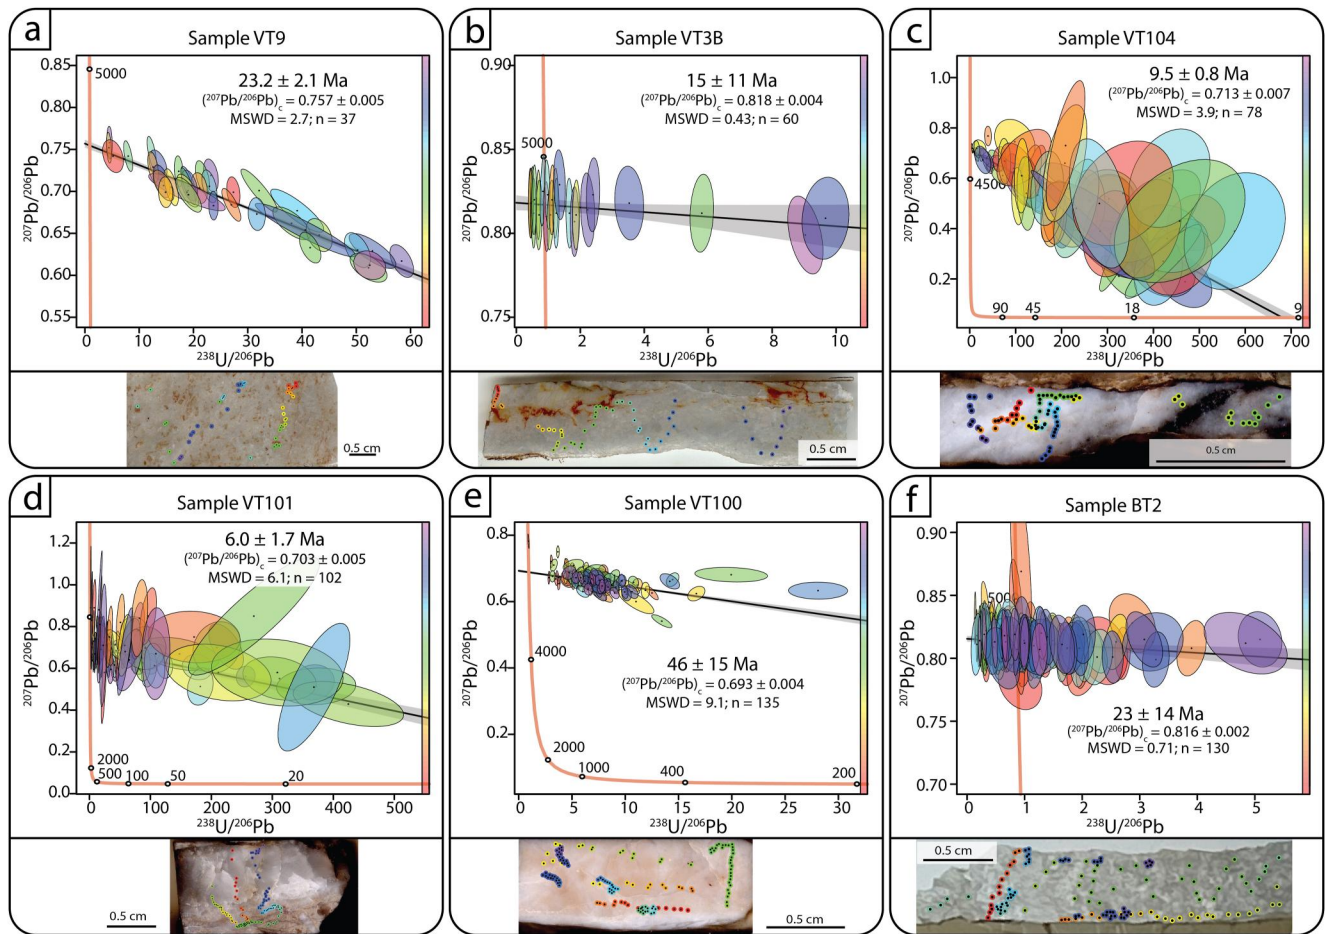 a
Sample VT9
23.2 ± 2.1 Ma
(²⁰⁷Pb/²⁰⁶Pb)c = 0.757 ± 0.005
MSWD = 2.7; n = 37
5000
0.85
0.80
0.75
0.70
0.65
0.60
0.55
²⁰⁷Pb/²⁰⁶Pb
0 10 20 30 40 50 60
²³⁸U/²⁰⁶Pb
0.5 cm
b
Sample VT3B
15 ± 11 Ma
(²⁰⁷Pb/²⁰⁶Pb)c = 0.818 ± 0.004
MSWD = 0.43; n = 60
5000
0.90
0.85
0.80
0.75
²⁰⁷Pb/²⁰⁶Pb
0 2 4 6 8 10
²³⁸U/²⁰⁶Pb
0.5 cm
c
Sample VT104
9.5 ± 0.8 Ma
(²⁰⁷Pb/²⁰⁶Pb)c = 0.713 ± 0.007
MSWD = 3.9; n = 78
1.0
0.8
0.6
0.4
0.2
4500
90 45 18 9
²⁰⁷Pb/²⁰⁶Pb
0 100 200 300 400 500 600 700
²³⁸U/²⁰⁶Pb
0.5 cm
d
Sample VT101
6.0 ± 1.7 Ma
(²⁰⁷Pb/²⁰⁶Pb)c = 0.703 ± 0.005
MSWD = 6.1; n = 102
1.2
1.0
0.8
0.6
0.4
0.2
0.0
2000
500 100 50 20
²⁰⁷Pb/²⁰⁶Pb
0 100 200 300 400 500
²³⁸U/²⁰⁶Pb
0.5 cm
e
Sample VT100
0.8
0.6
0.4
0.2
4000
46 ± 15 Ma
(²⁰⁷Pb/²⁰⁶Pb)c = 0.693 ± 0.004
MSWD = 9.1; n = 135
2000
1000 400 200
²⁰⁷Pb/²⁰⁶Pb
0 5 10 15 20 25 30
²³⁸U/²⁰⁶Pb
0.5 cm
f
Sample BT2
0.90
0.85
0.80
0.75
0.70
23 ± 14 Ma
(²⁰⁷Pb/²⁰⁶Pb)c = 0.816 ± 0.002
MSWD = 0.71; n = 130
²⁰⁷Pb/²⁰⁶Pb
0 1 2 3 4 5
²³⁸U/²⁰⁶Pb
0.5 cm